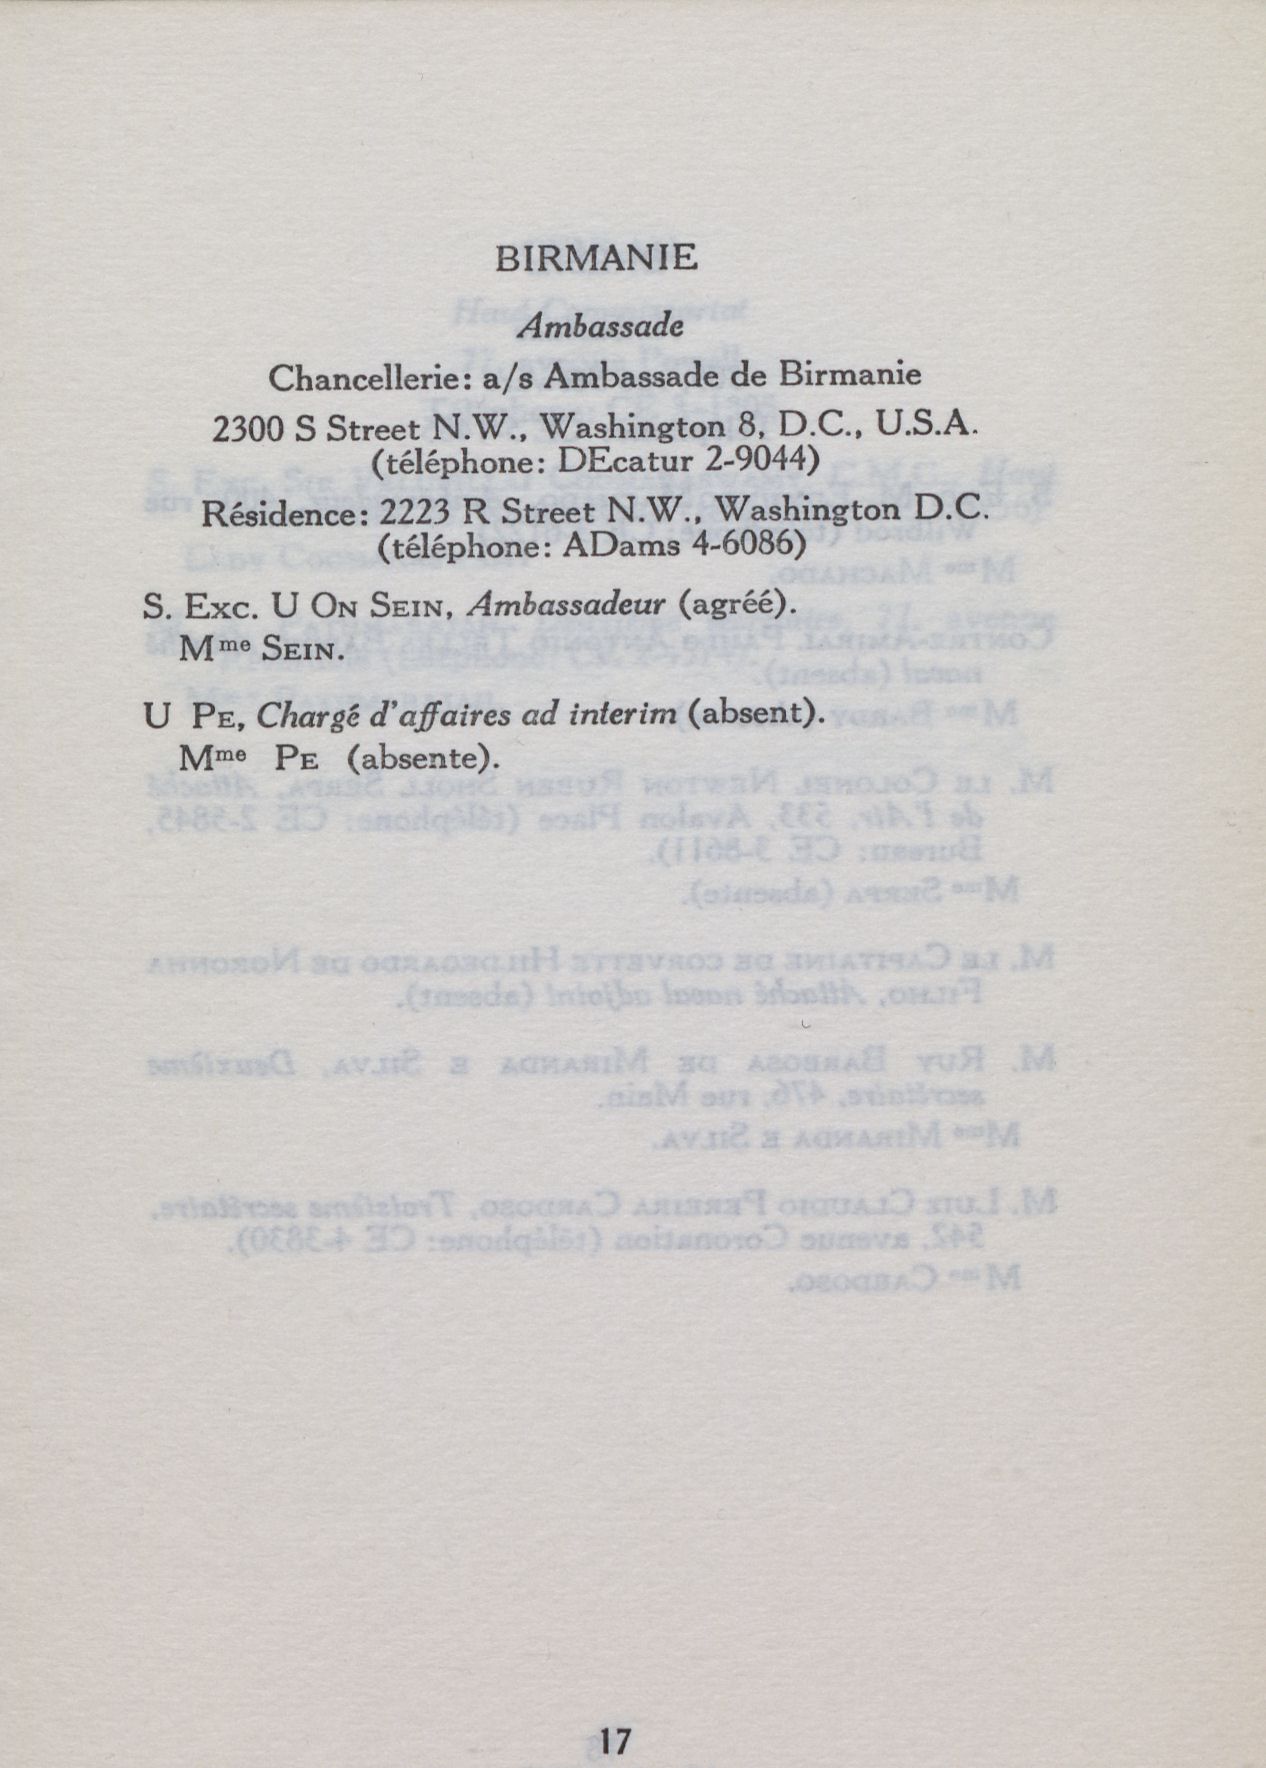 BIRMANIE
Ambassade
Chancellerie: a/s Ambassade de Birmanie
2300 S Street N.W., Washington 8, D.C., U.S.A.
(téléphone: DEcatur 2-9044)
Résidence: 2223 R Street N.W., Washington D.C.
(téléphone: ADams 4-6086)
S. Exc. U On Sein, Ambassadeur (agréé).
Mme Sein.
U Pe, Chargé d'affaires ad interim (absent).
Mme Pe (absente).
17